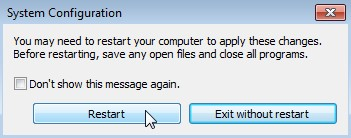 System Configuration
You may need to restart your computer to apply these changes.
Before restarting, save any open files and close all programs.
Don't show this message again.
Restart
Exit without restart